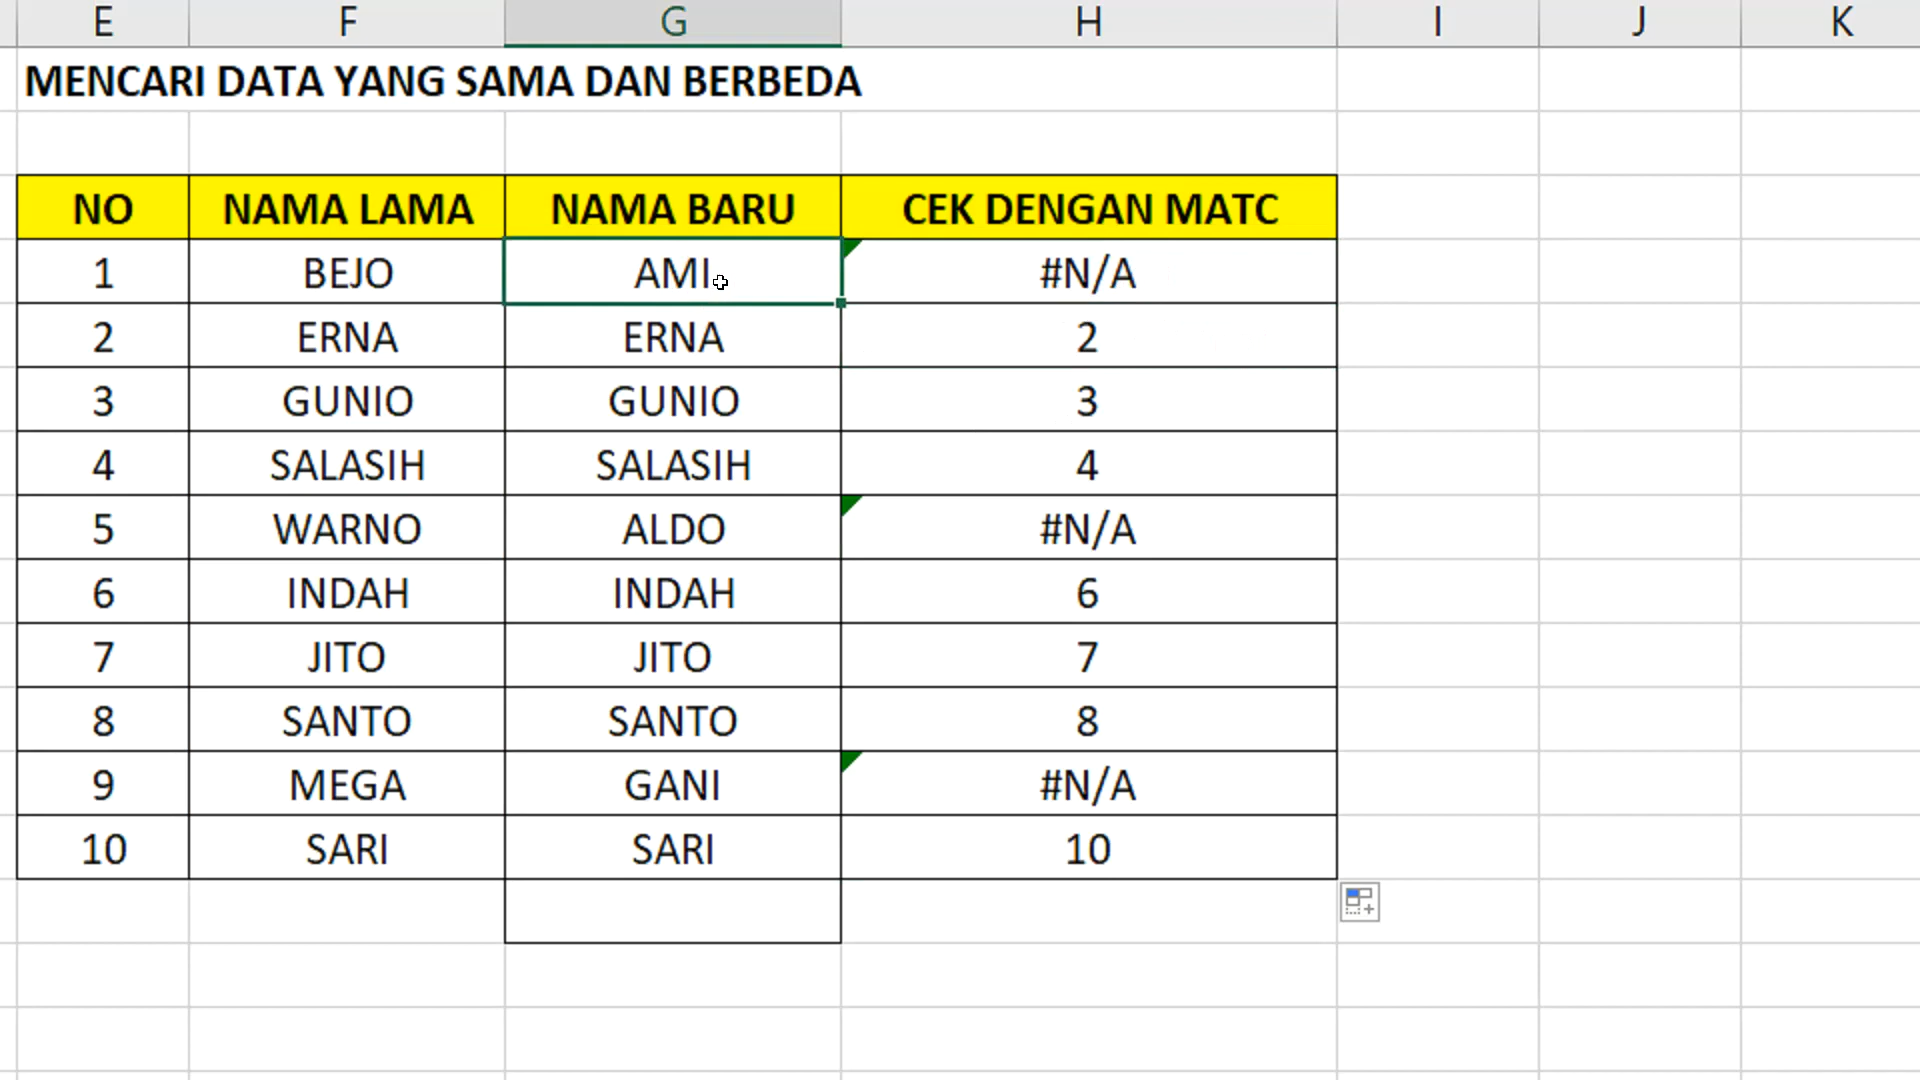 E F G H I J K
MENCARI DATA YANG SAMA DAN BERBEDA
NO NAMA LAMA NAMA BARU CEK DENGAN MATC
1 BEJO AMI #N/A
2 ERNA ERNA 2
3 GUNIO GUNIO 3
4 SALASIH SALASIH 4
5 WARNO ALDO #N/A
6 INDAH INDAH 6
7 JITO JITO 7
8 SANTO SANTO 8
9 MEGA GANI #N/A
10 SARI SARI 10